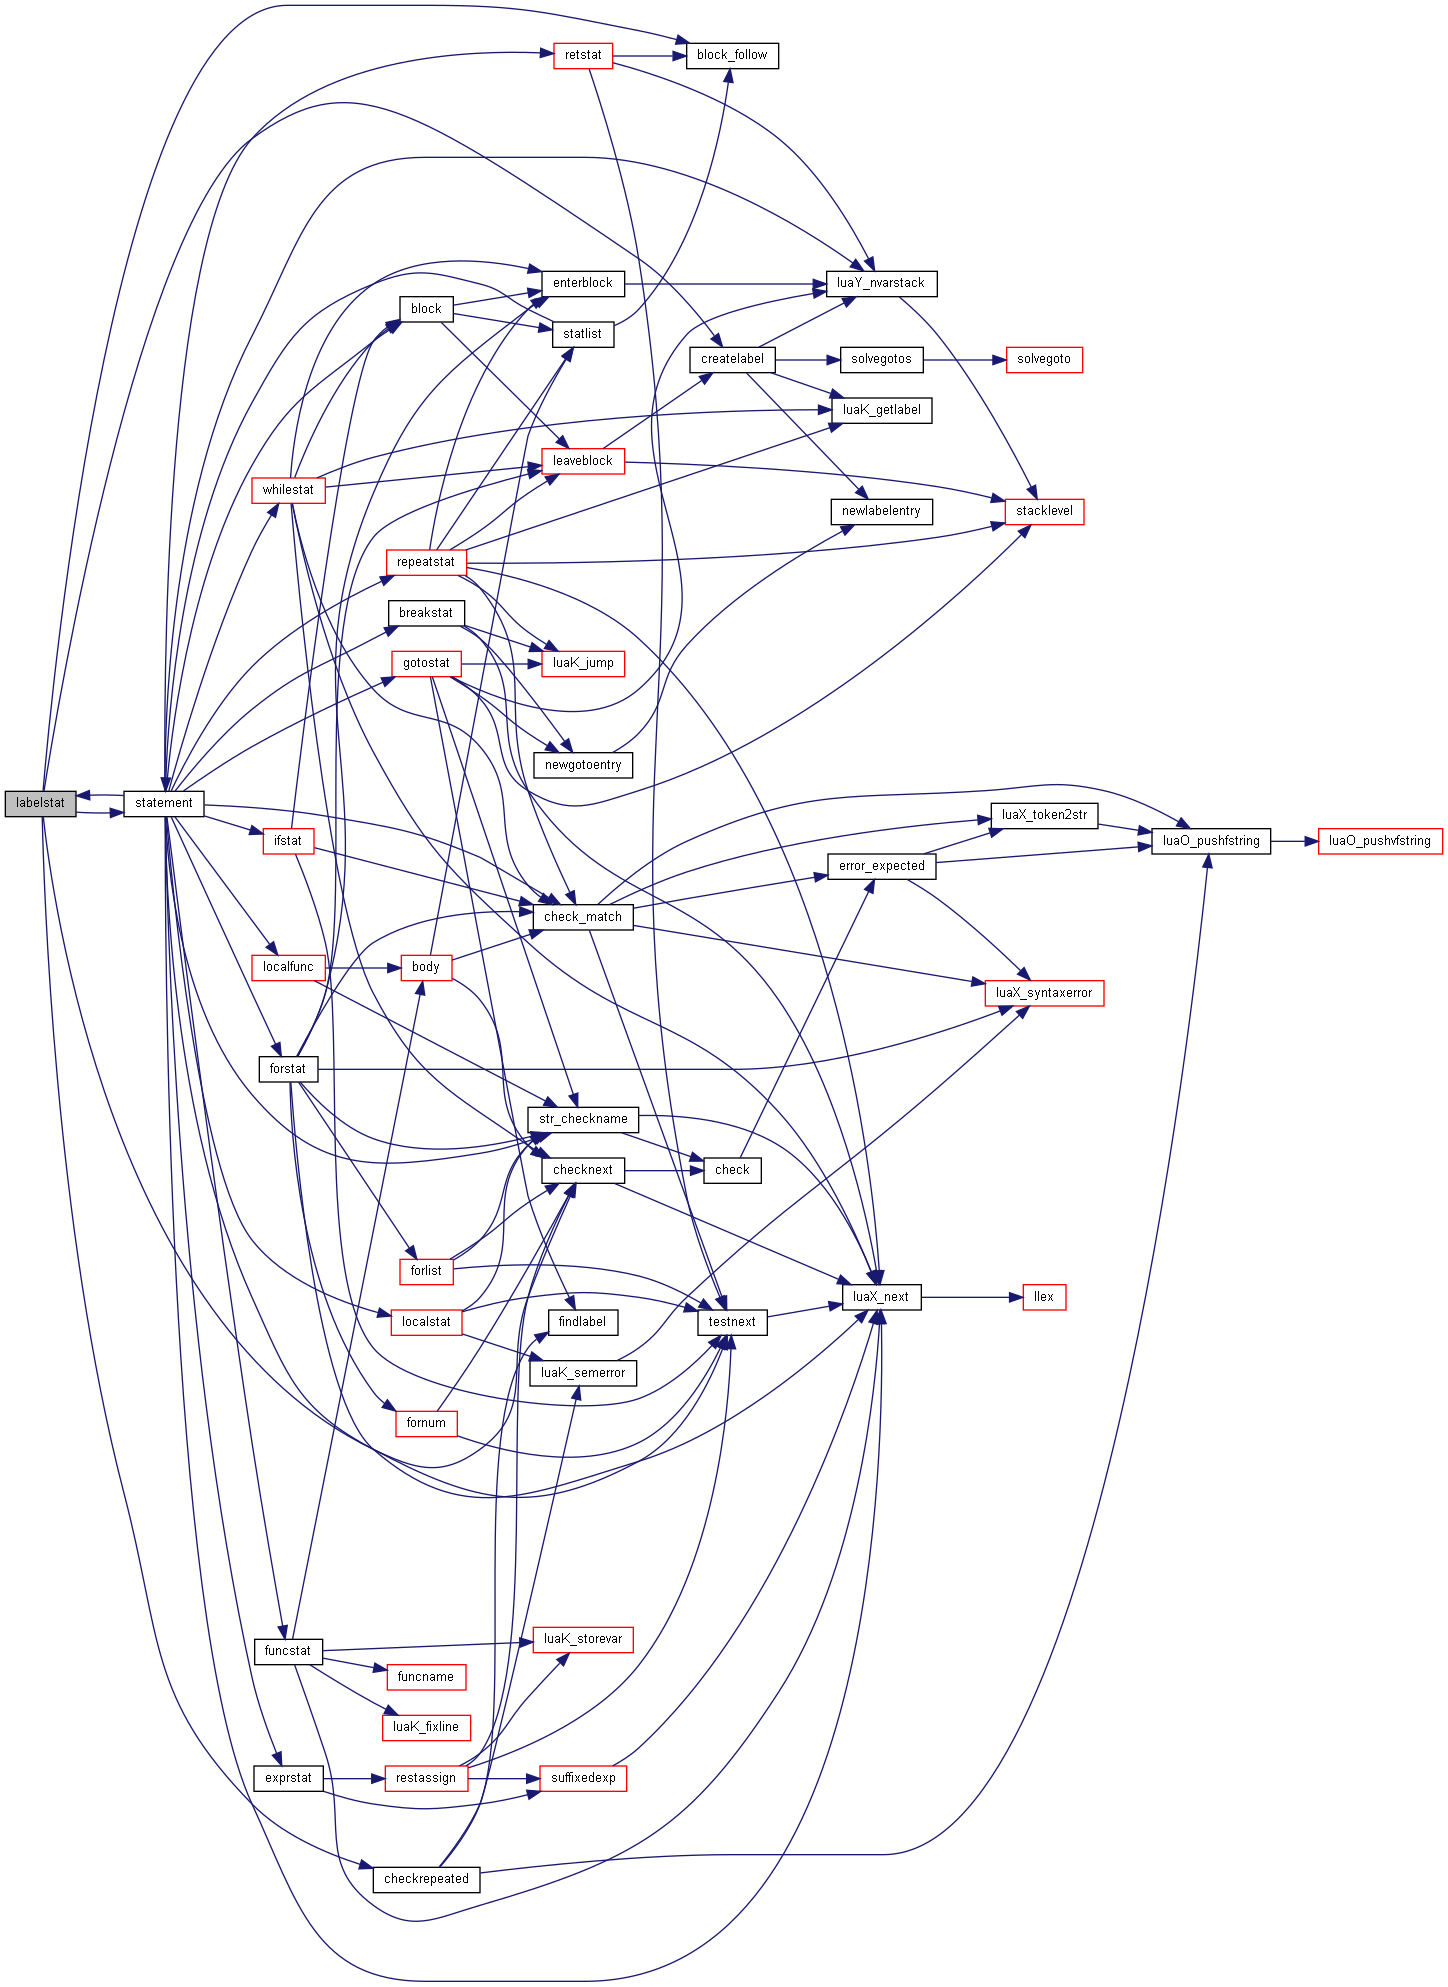 retstat
block_follow
enterblock
luaY_nvarstack
block
statlist
createlabel
solvegotos
solvegoto
luaK_getlabel
leaveblock
whilestat
newlabelentry
stacklevel
repeatstat
breakstat
gotostat
luaK_jump
newgotoentry
labelstat
statement
luaX_token2str
ifstat
luaO_pushfstring
luaO_pushvfstring
error_expected
check_match
localfunc
body
luaX_syntaxerror
forstat
str_checkname
checknext
check
forlist
luaX_next
llex
localstat
findlabel
testnext
luaK_semerror
fornum
funcstat
luaK_storevar
funcname
luaK_fixline
exprstat
restassign
suffixedexp
checkrepeated